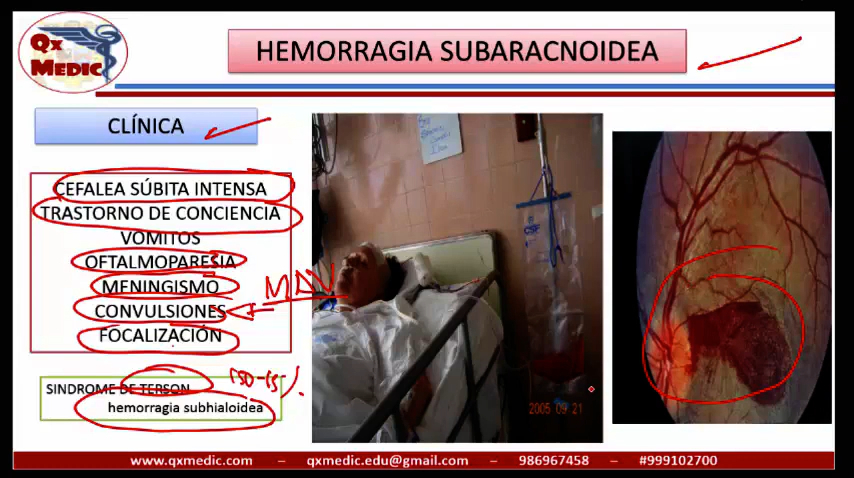 Qx
MEDIC
HEMORRAGIA SUBARACNOIDEA
CLÍNICA
CEFALEA SÚBITA INTENSA
TRASTORNO DE CONCIENCIA
VOMITOS
OFTALMOPARESIA
MENINGISMO
CONVULSIONES
FOCALIZACIÓN
MAV
SINDROME DE TERSON
hemorragia subhialoidea
CSF
2005 09 21
www.qxmedic.com – qxmedic.edu@gmail.com – 986967458 – #999102700